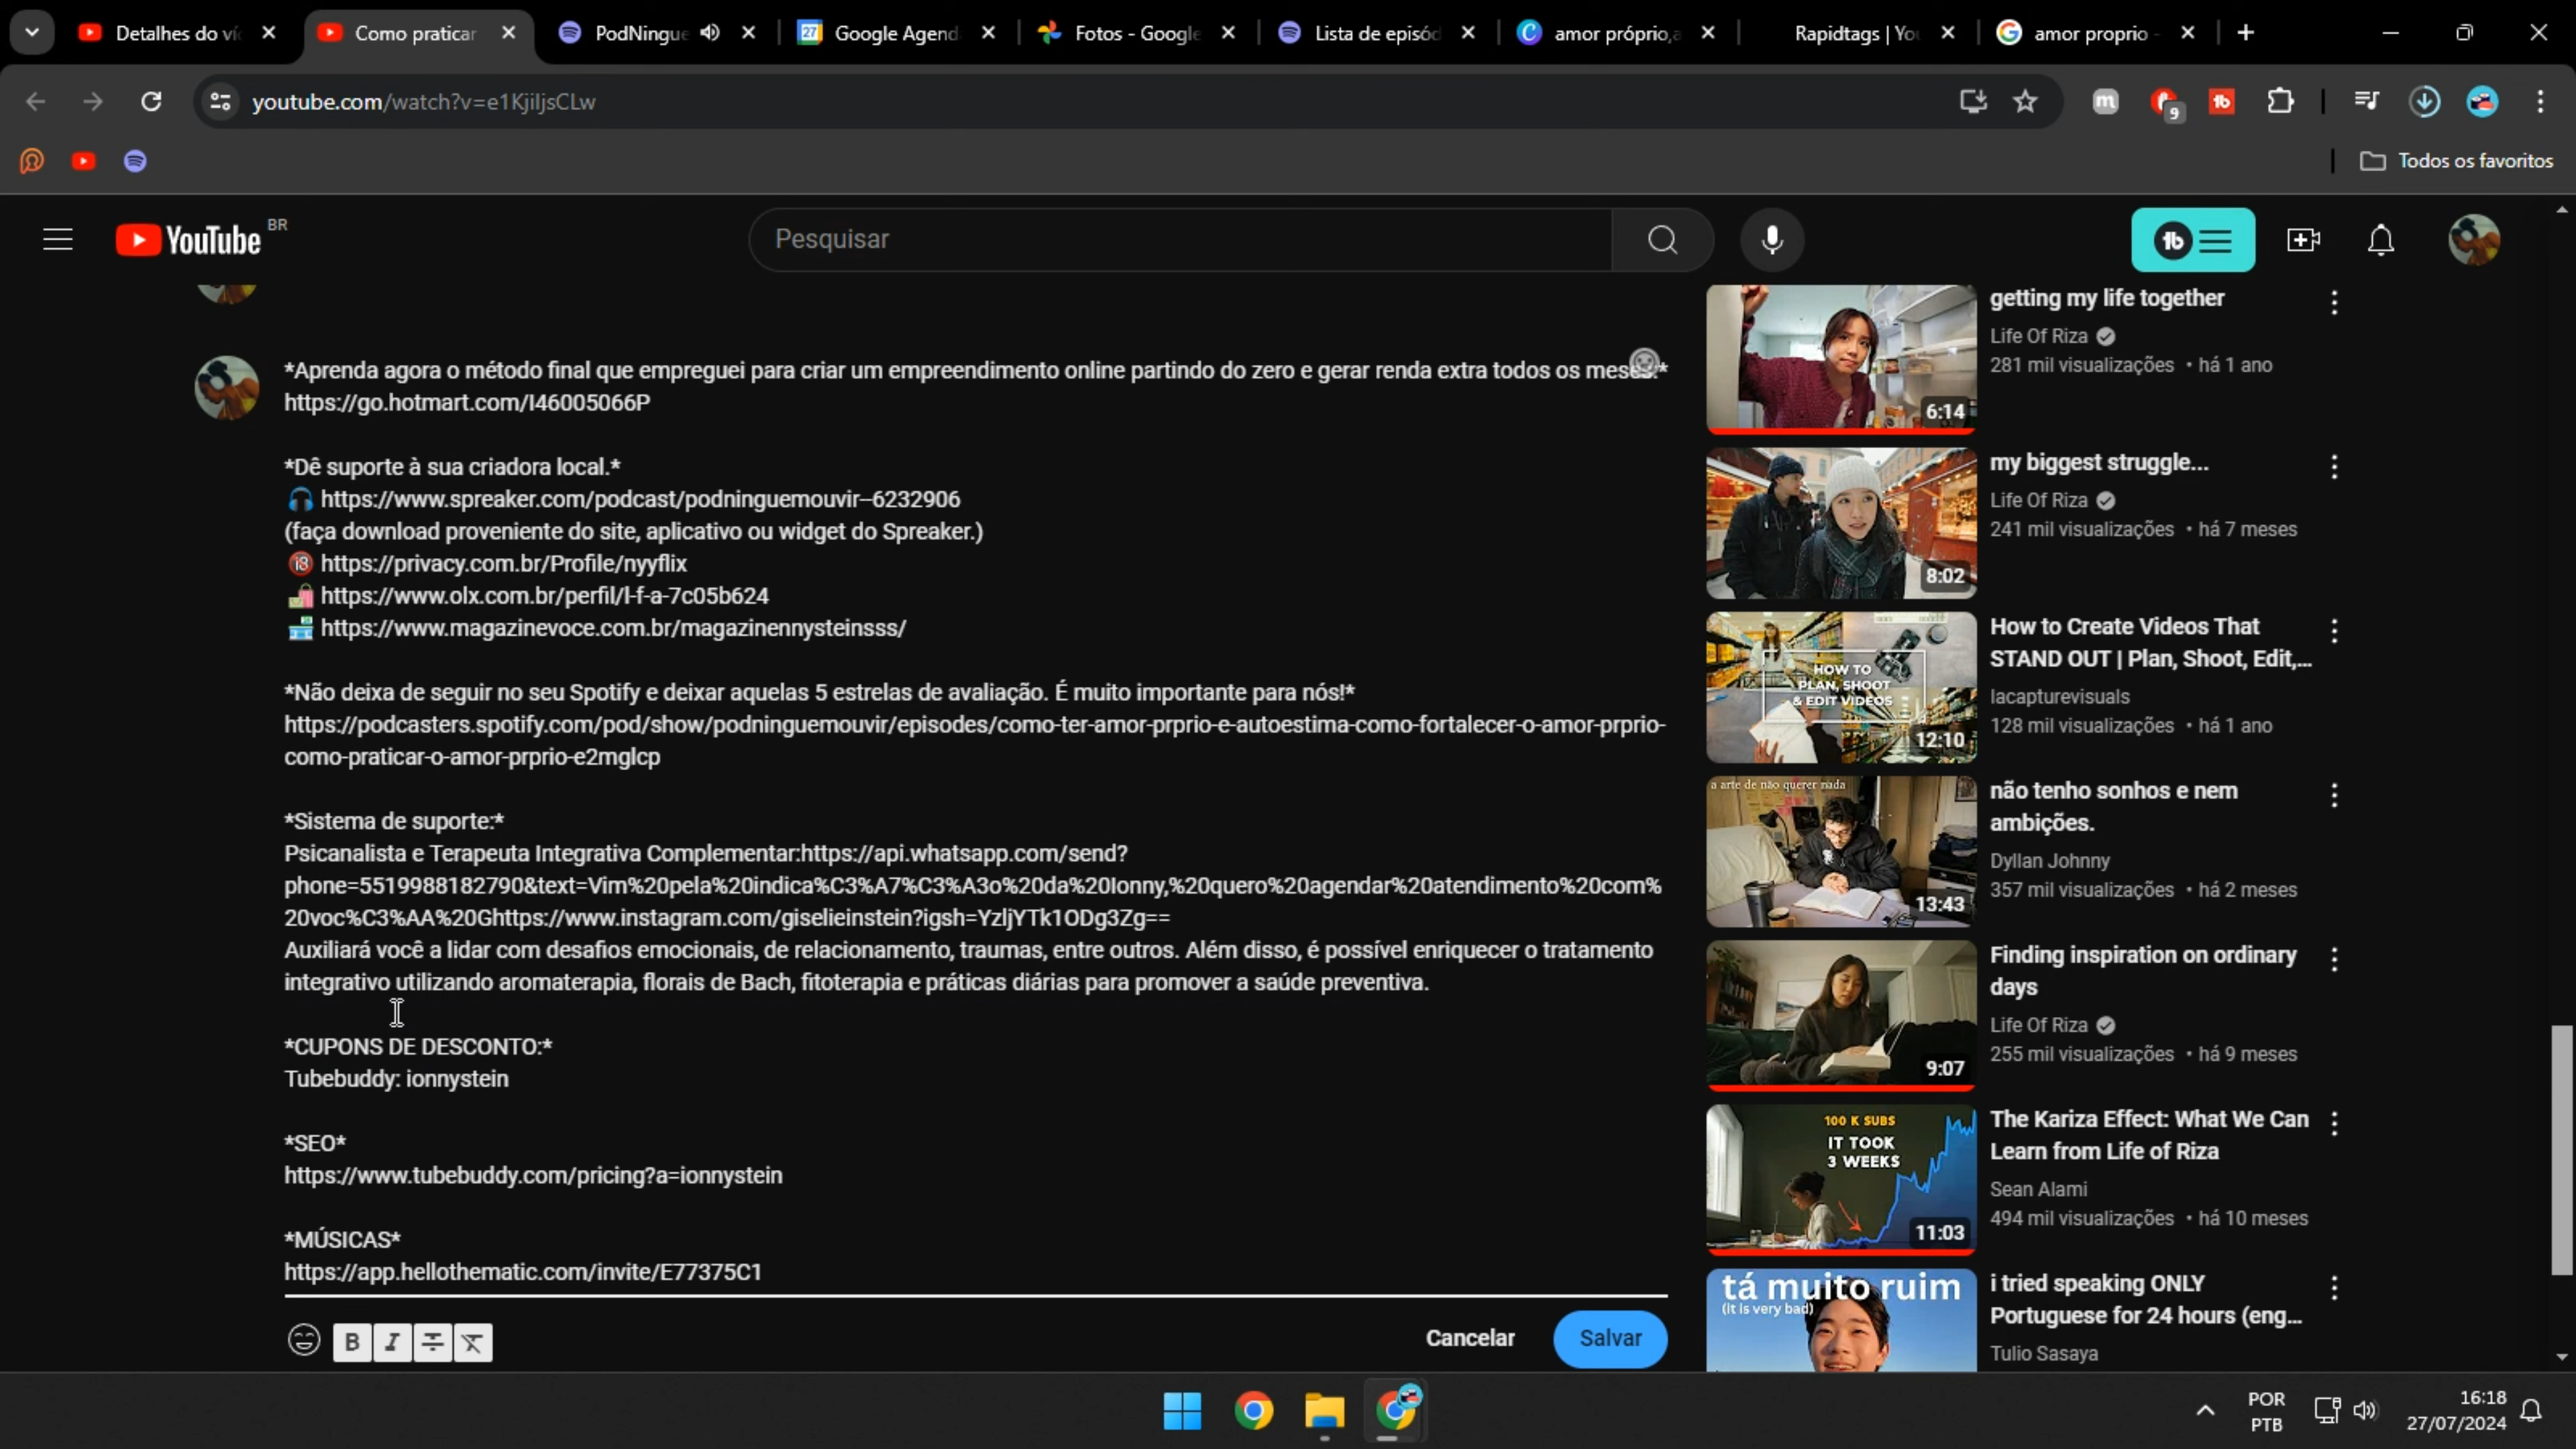 Detalhes do ví
Como praticar
PodNingue
Google Agend
Fotos - Google
Lista de episód
amor próprio,a
Rapidtags | Yo
amor proprio -
youtube.com/watch?v=e1KjiljsCLw
9
Todos os favoritos
YouTube BR
Pesquisar
*Aprenda agora o método final que empreguei para criar um empreendimento online partindo do zero e gerar renda extra todos os meses.*
https://go.hotmart.com/I46005066P
*Dê suporte à sua criadora local.*
🎧 https://www.spreaker.com/podcast/podninguemouvir--6232906
(faça download proveniente do site, aplicativo ou widget do Spreaker.)
🔞 https://privacy.com.br/Profile/nyyflix
🛍️ https://www.olx.com.br/perfil/l-f-a-7c05b624
🏪 https://www.magazinevoce.com.br/magazinennysteinsss/
*Não deixa de seguir no seu Spotify e deixar aquelas 5 estrelas de avaliação. É muito importante para nós!*
https://podcasters.spotify.com/pod/show/podninguemouvir/episodes/como-ter-amor-prprio-e-autoestima-como-fortalecer-o-amor-prprio-
como-praticar-o-amor-prprio-e2mglcp
*Sistema de suporte:*
Psicanalista e Terapeuta Integrativa Complementar:https://api.whatsapp.com/send?
phone=5519988182790&text=Vim%20pela%20indica%C3%A7%C3%A3o%20da%20Ionny,%20quero%20agendar%20atendimento%20com%
20voc%C3%AA%20Ghttps://www.instagram.com/giselieinstein?igsh=YzljYTk1ODg3Zg==
Auxiliará você a lidar com desafios emocionais, de relacionamento, traumas, entre outros. Além disso, é possível enriquecer o tratamento
integrativo utilizando aromaterapia, florais de Bach, fitoterapia e práticas diárias para promover a saúde preventiva.
*CUPONS DE DESCONTO:*
Tubebuddy: ionnystein
*SEO*
https://www.tubebuddy.com/pricing?a=ionnystein
*MÚSICAS*
https://app.hellothematic.com/invite/E77375C1
Cancelar
Salvar
6:14
getting my life together
Life Of Riza
281 mil visualizações • há 1 ano
8:02
my biggest struggle...
Life Of Riza
241 mil visualizações • há 7 meses
HOW TO
PLAN, SHOOT
& EDIT VIDEOS
12:10
How to Create Videos That
STAND OUT | Plan, Shoot, Edit,...
lacapturevisuals
128 mil visualizações • há 1 ano
a arte de não querer nada
13:43
não tenho sonhos e nem
ambições.
Dyllan Johnny
357 mil visualizações • há 2 meses
9:07
Finding inspiration on ordinary
days
Life Of Riza
255 mil visualizações • há 9 meses
100 K SUBS
IT TOOK
3 WEEKS
11:03
The Kariza Effect: What We Can
Learn from Life of Riza
Sean Alami
494 mil visualizações • há 10 meses
tá muito ruim
(it is very bad)
i tried speaking ONLY
Portuguese for 24 hours (eng...
Tulio Sasaya
POR
PTB
16:18
27/07/2024